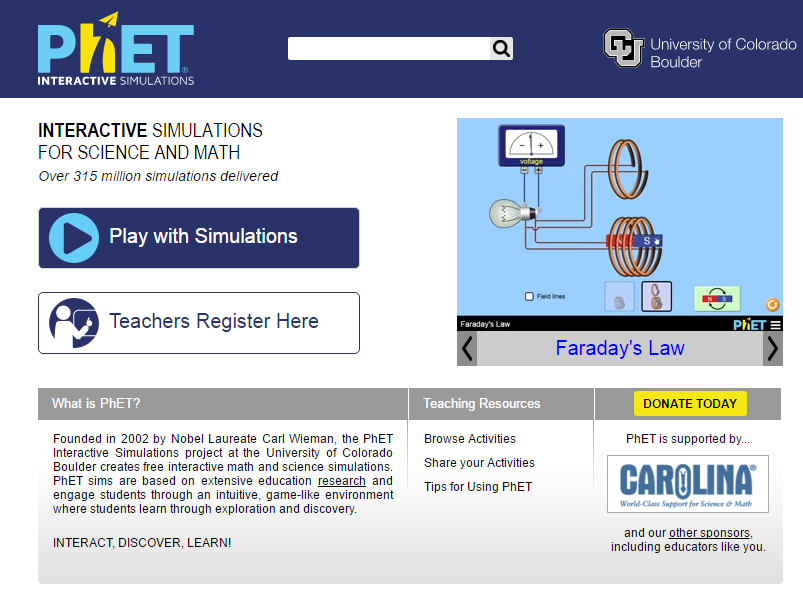 PhET®
INTERACTIVE SIMULATIONS
University of Colorado
Boulder
INTERACTIVE SIMULATIONS
FOR SCIENCE AND MATH
Over 315 million simulations delivered
Play with Simulations
Teachers Register Here
− +
voltage
− +
N S
Field lines
N S
Faraday's Law
PhET
Faraday's Law
What is PhET?
Founded in 2002 by Nobel Laureate Carl Wieman, the PhET
Interactive Simulations project at the University of Colorado
Boulder creates free interactive math and science simulations.
PhET sims are based on extensive education research and
engage students through an intuitive, game-like environment
where students learn through exploration and discovery.
INTERACT, DISCOVER, LEARN!
Teaching Resources
Browse Activities
Share your Activities
Tips for Using PhET
DONATE TODAY
PhET is supported by...
CAROLINA®
World-Class Support for Science & Math
and our other sponsors,
including educators like you.